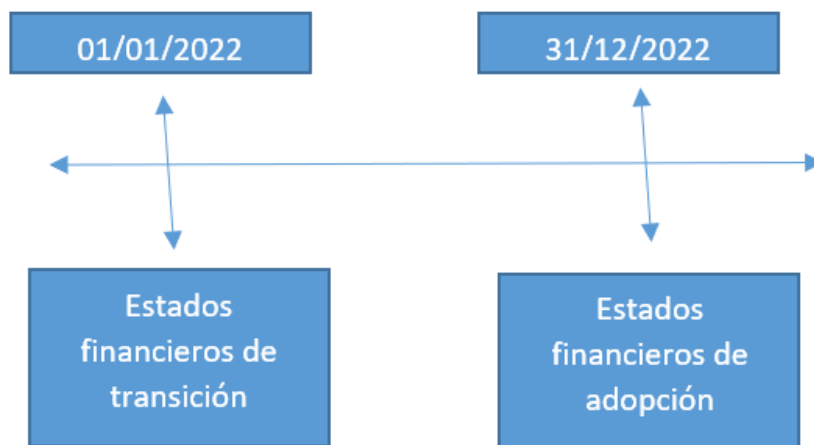 01/01/2022
31/12/2022
Estados
financieros de
transición
Estados
financieros de
adopción